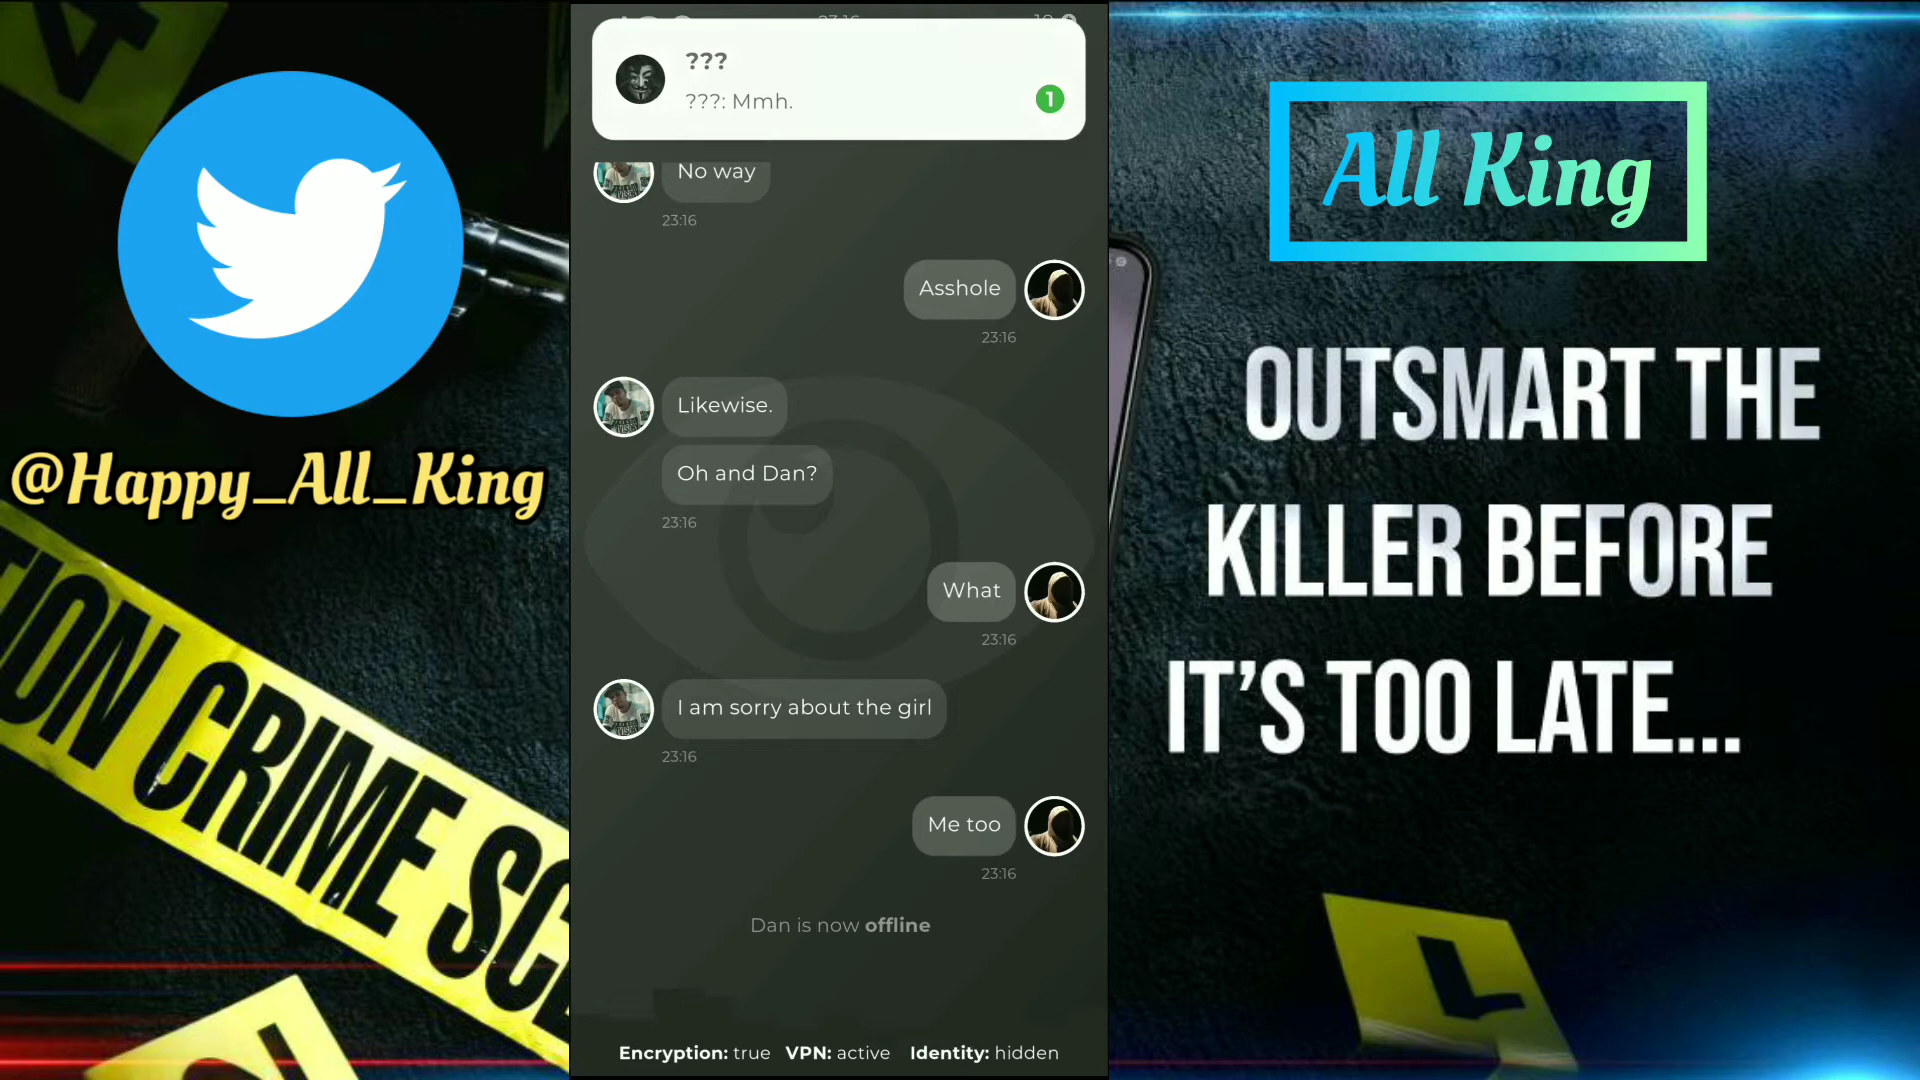 @Happy_All_King
ION CRIME SC
???
???: Mmh.
1
No way
23:16
Asshole
23:16
Likewise.
Oh and Dan?
23:16
What
23:16
I am sorry about the girl
23:16
Me too
23:16
Dan is now offline
Encryption: true VPN: active Identity: hidden
All King
OUTSMART THE
KILLER BEFORE
IT'S TOO LATE...